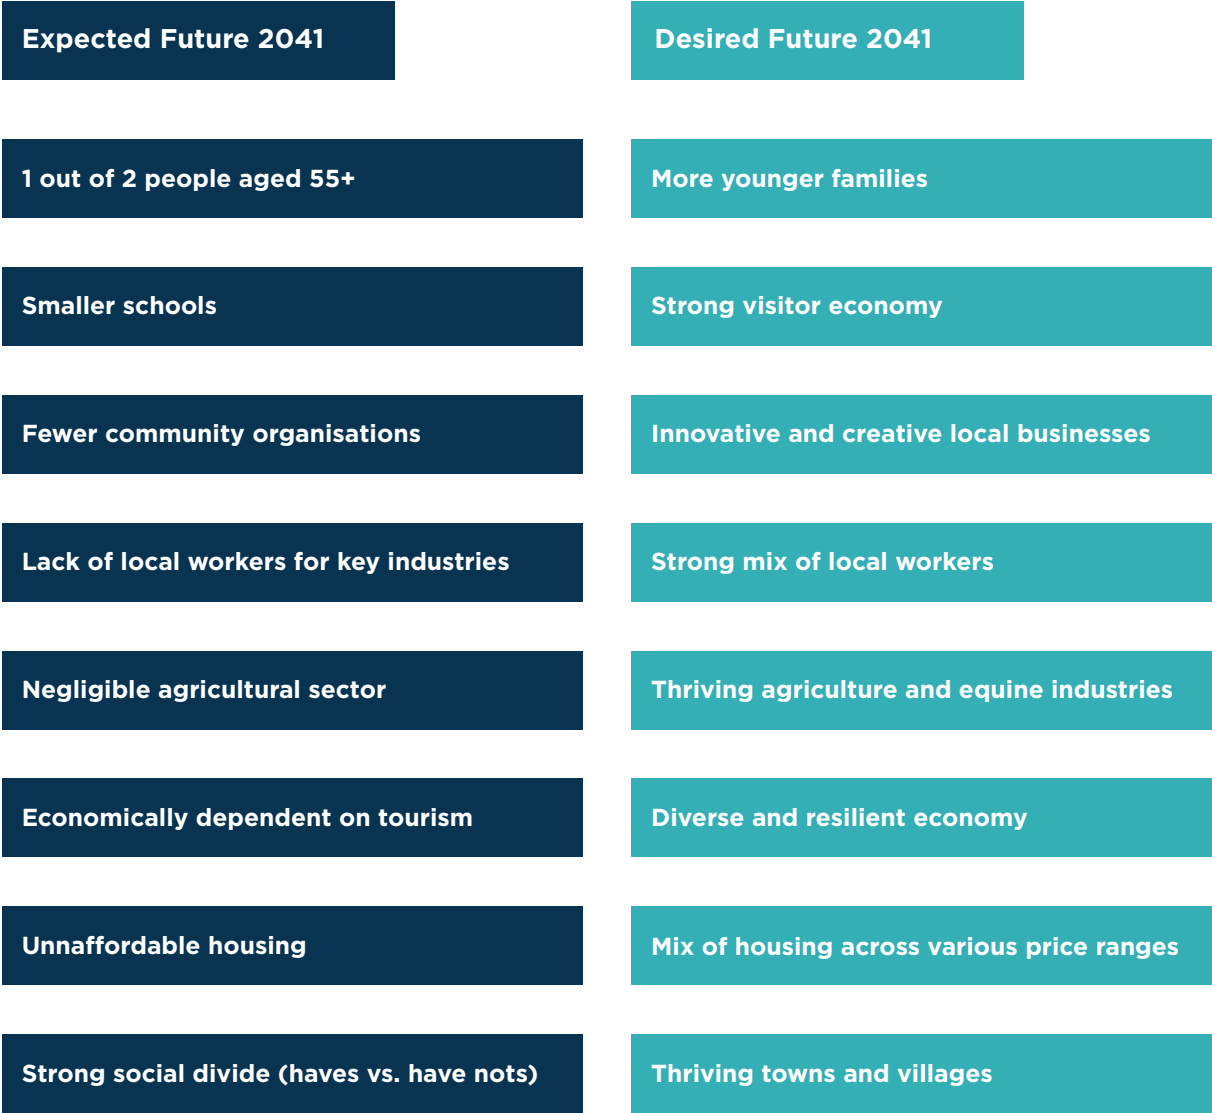 Expected Future 2041
Desired Future 2041
1 out of 2 people aged 55+
More younger families
Smaller schools
Strong visitor economy
Fewer community organisations
Innovative and creative local businesses
Lack of local workers for key industries
Strong mix of local workers
Negligible agricultural sector
Thriving agriculture and equine industries
Economically dependent on tourism
Diverse and resilient economy
Unnaffordable housing
Mix of housing across various price ranges
Strong social divide (haves vs. have nots)
Thriving towns and villages